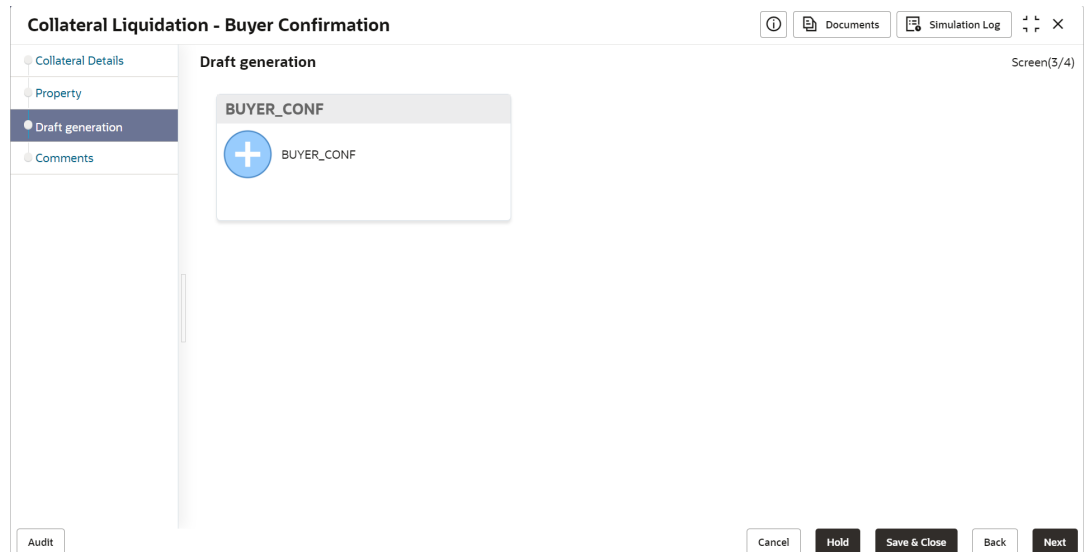 Collateral Liquidation - Buyer Confirmation
Documents
Simulation Log
Collateral Details
Property
Draft generation
Comments
Draft generation
Screen(3/4)
BUYER_CONF
BUYER_CONF
Audit
Cancel
Hold
Save & Close
Back
Next